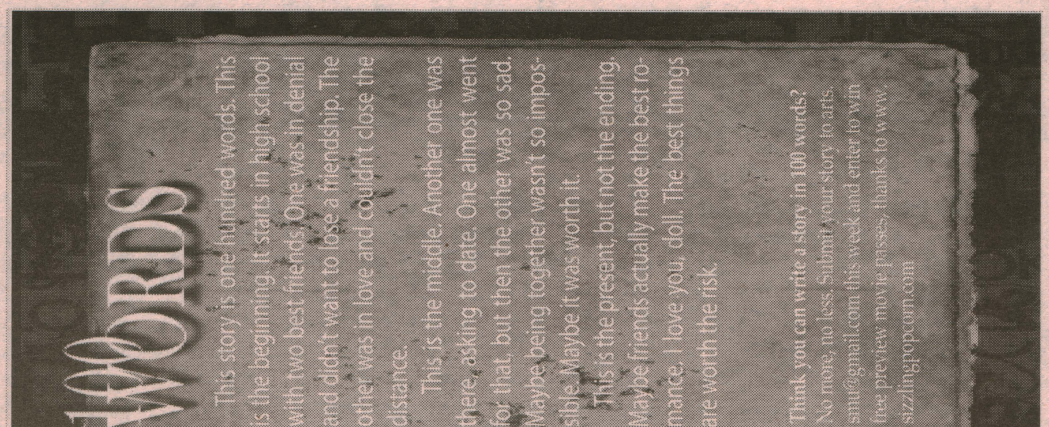 100
WORDS
This story is one hundred words. This
is the beginning. It starts in high school
with two best friends. One was in denial
and didn't want to lose a friendship. The
other was in love and couldn't close the
distance.
This is the middle. Another one was
there, asking to date. One almost went
for that, but then the other was so sad.
Maybe being together wasn't so impos-
sible. Maybe it was worth it.
This is the present, but not the ending.
Maybe friends actually make the best ro-
mance. I love you, doll. The best things
are worth the risk.
Think you can write a story in 100 words?
No more, no less. Submit your story to arts.
smu@gmail.com this week and enter to win
free preview movie passes, thanks to www.
sizzlingpopcorn.com